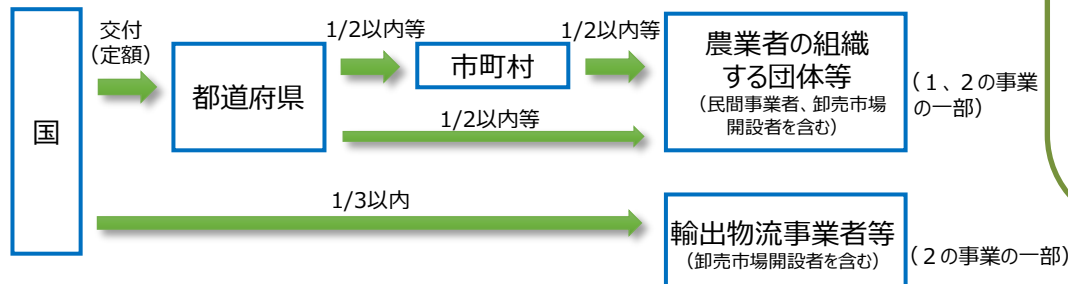 国
交付
（定額）
都道府県
1/2以内等
市町村
1/2以内等
1/2以内等
農業者の組織
する団体等
（民間事業者、卸売市場
開設者を含む）
（１、２の事業
の一部）
1/3以内
輸出物流事業者等
（卸売市場開設者を含む）
（２の事業の一部）